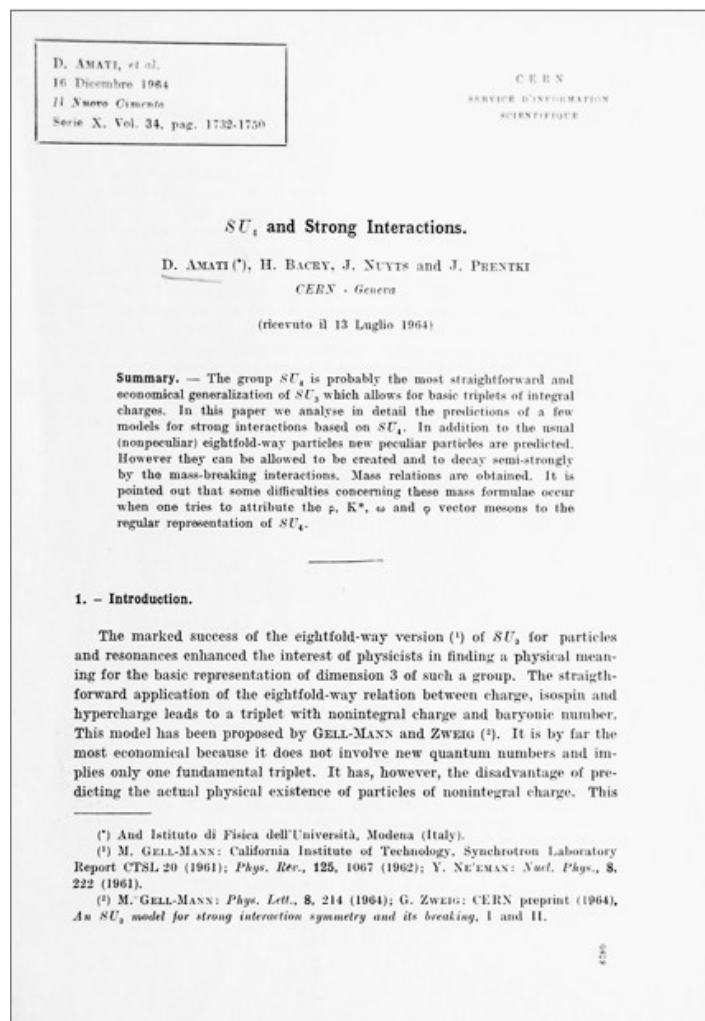 D. AMATI, et al.
16 Dicembre 1964
Il Nuovo Cimento
Serie X, Vol. 34, pag. 1732-1750
CERN
SERVICE D'INFORMATION
SCIENTIFIQUE
SU₄ and Strong Interactions.
D. AMATI (*), H. BACRY, J. NUYTS and J. PRENTKI
CERN - Geneva
(ricevuto il 13 Luglio 1964)
Summary. — The group SU₄ is probably the most straightforward and
economical generalization of SU₃ which allows for basic triplets of integral
charges. In this paper we analyse in detail the predictions of a few
models for strong interactions based on SU₄. In addition to the usual
(nonpeculiar) eightfold-way particles new peculiar particles are predicted.
However they can be allowed to be created and to decay semi-strongly
by the mass-breaking interactions. Mass relations are obtained. It is
pointed out that some difficulties concerning these mass formulae occur
when one tries to attribute the ρ, K*, ω and φ vector mesons to the
regular representation of SU₄.
1. – Introduction.
The marked success of the eightfold-way version (¹) of SU₃ for particles
and resonances enhanced the interest of physicists in finding a physical mean-
ing for the basic representation of dimension 3 of such a group. The straigth-
forward application of the eightfold-way relation between charge, isospin and
hypercharge leads to a triplet with nonintegral charge and baryonic number.
This model has been proposed by GELL-MANN and ZWEIG (²). It is by far the
most economical because it does not involve new quantum numbers and im-
plies only one fundamental triplet. It has, however, the disadvantage of pre-
dicting the actual physical existence of particles of nonintegral charge. This
(*) And Istituto di Fisica dell'Università, Modena (Italy).
(¹) M. GELL-MANN: California Institute of Technology, Synchrotron Laboratory
Report CTSL 20 (1961); Phys. Rev., 125, 1067 (1962); Y. NE'EMAN: Nucl. Phys., 8,
222 (1961).
(²) M. GELL-MANN: Phys. Lett., 8, 214 (1964); G. ZWEIG: CERN preprint (1964),
An SU₃ model for strong interaction symmetry and its breaking, I and II.